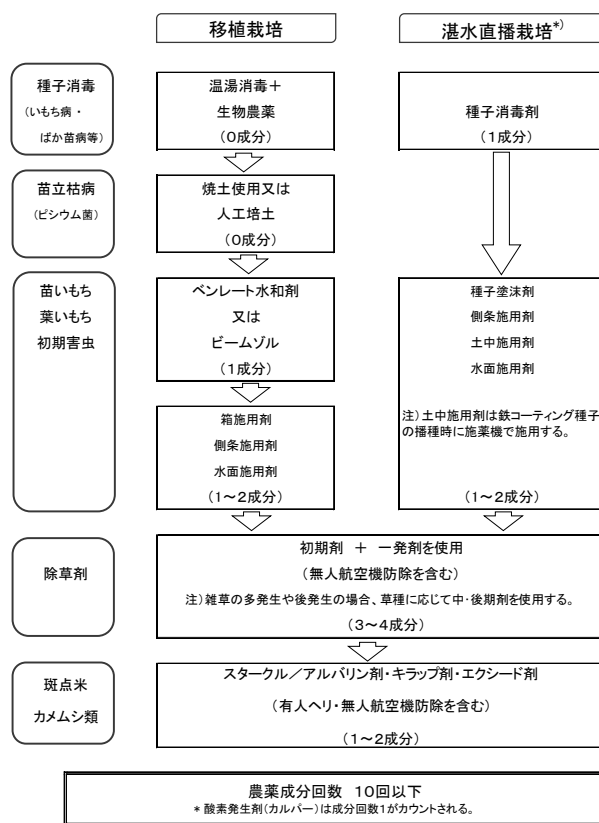 移植栽培
湛水直播栽培*)
種子消毒
(いもち病・
ばか苗病等)
温湯消毒＋
生物農薬
(０成分)
種子消毒剤
(１成分)
苗立枯病
(ピシウム菌)
焼土使用又は
人工培土
(０成分)
苗いもち
葉いもち
初期害虫
ベンレート水和剤
又は
ビームゾル
(１成分)
箱施用剤
側条施用剤
水面施用剤
(１～２成分)
種子塗沫剤
側条施用剤
土中施用剤
水面施用剤
注)土中施用剤は鉄コーティング種子
の播種時に施薬機で施用する。
(１～２成分)
除草剤
初期剤　＋　一発剤を使用
(無人航空機防除を含む)
注)雑草の多発生や後発生の場合、草種に応じて中・後期剤を使用する。
(３～４成分)
斑点米
カメムシ類
スタークル／アルバリン剤・キラップ剤・エクシード剤
(有人ヘリ・無人航空機防除を含む)
(１～２成分)
農薬成分回数　１０回以下
* 酸素発生剤(カルパー)は成分回数１がカウントされる。